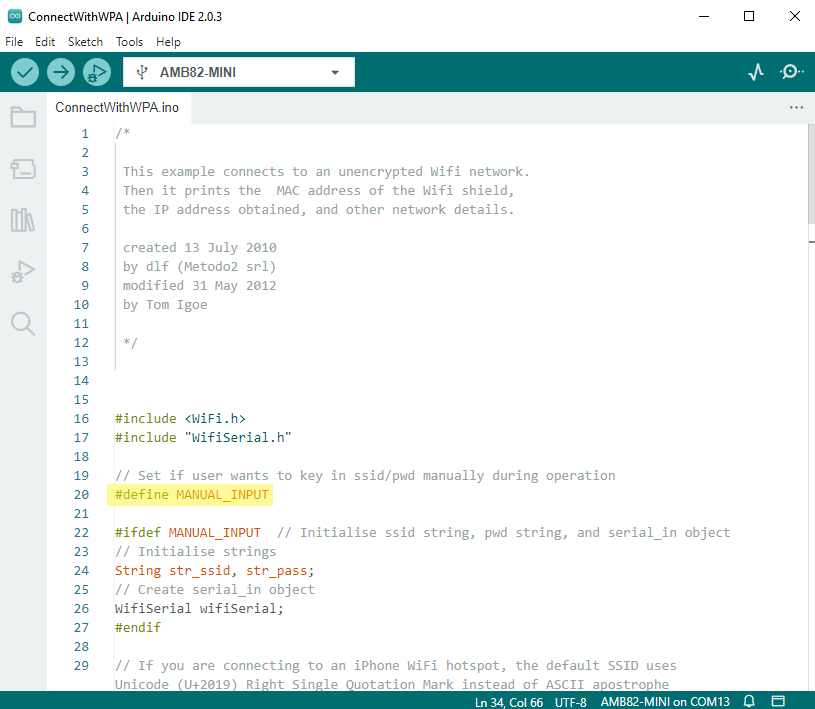 ConnectWithWPA | Arduino IDE 2.0.3
File Edit Sketch Tools Help
AMB82-MINI
ConnectWithWPA.ino
1 /*
2
3 This example connects to an unencrypted Wifi network.
4 Then it prints the  MAC address of the Wifi shield,
5 the IP address obtained, and other network details.
6
7 created 13 July 2010
8 by dlf (Metodo2 srl)
9 modified 31 May 2012
10 by Tom Igoe
11
12 */
13
14
15
16 #include <WiFi.h>
17 #include "WifiSerial.h"
18
19 // Set if user wants to key in ssid/pwd manually during operation
20 #define MANUAL_INPUT
21
22 #ifdef MANUAL_INPUT  // Initialise ssid string, pwd string, and serial_in object
23 // Initialise strings
24 String str_ssid, str_pass;
25 // Create serial_in object
26 WifiSerial wifiSerial;
27 #endif
28
29 // If you are connecting to an iPhone WiFi hotspot, the default SSID uses
Unicode (U+2019) Right Single Quotation Mark instead of ASCII apostrophe
Ln 34, Col 66 UTF-8 AMB82-MINI on COM13